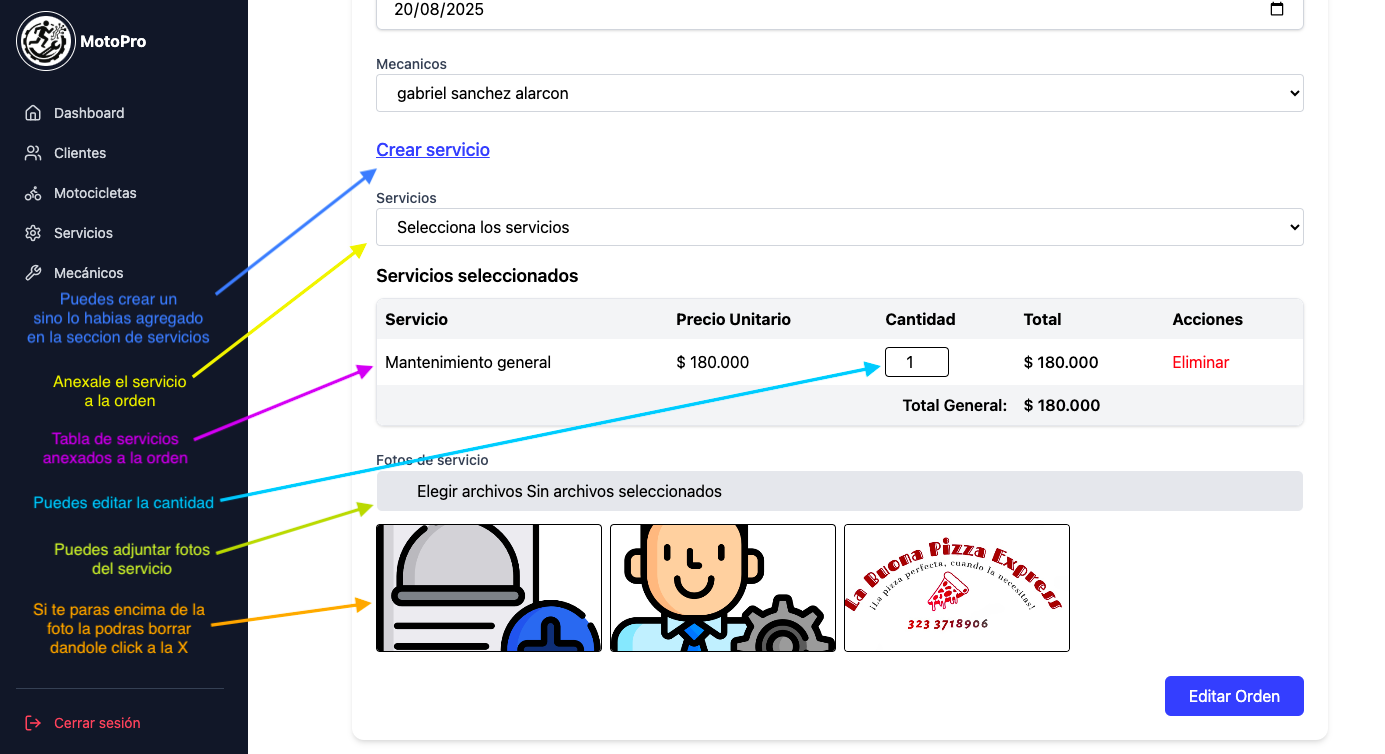 MotoPro
Dashboard
Clientes
Motocicletas
Servicios
Mecánicos
Puedes crear un
sino lo habias agregado
en la seccion de servicios
Anexale el servicio
a la orden
Tabla de servicios
anexados a la orden
Puedes editar la cantidad
Puedes adjuntar fotos
del servicio
Si te paras encima de la
foto la podras borrar
dandole click a la X
Cerrar sesión
20/08/2025
Mecanicos
gabriel sanchez alarcon
Crear servicio
Servicios
Selecciona los servicios
Servicios seleccionados
Servicio Precio Unitario Cantidad Total Acciones
Mantenimiento general $ 180.000 1 $ 180.000 Eliminar
Total General: $ 180.000
Fotos de servicio
Elegir archivos Sin archivos seleccionados
La Buona Pizza Express
¡La pizza perfecta, cuando la necesitas!
323 3718906
Editar Orden